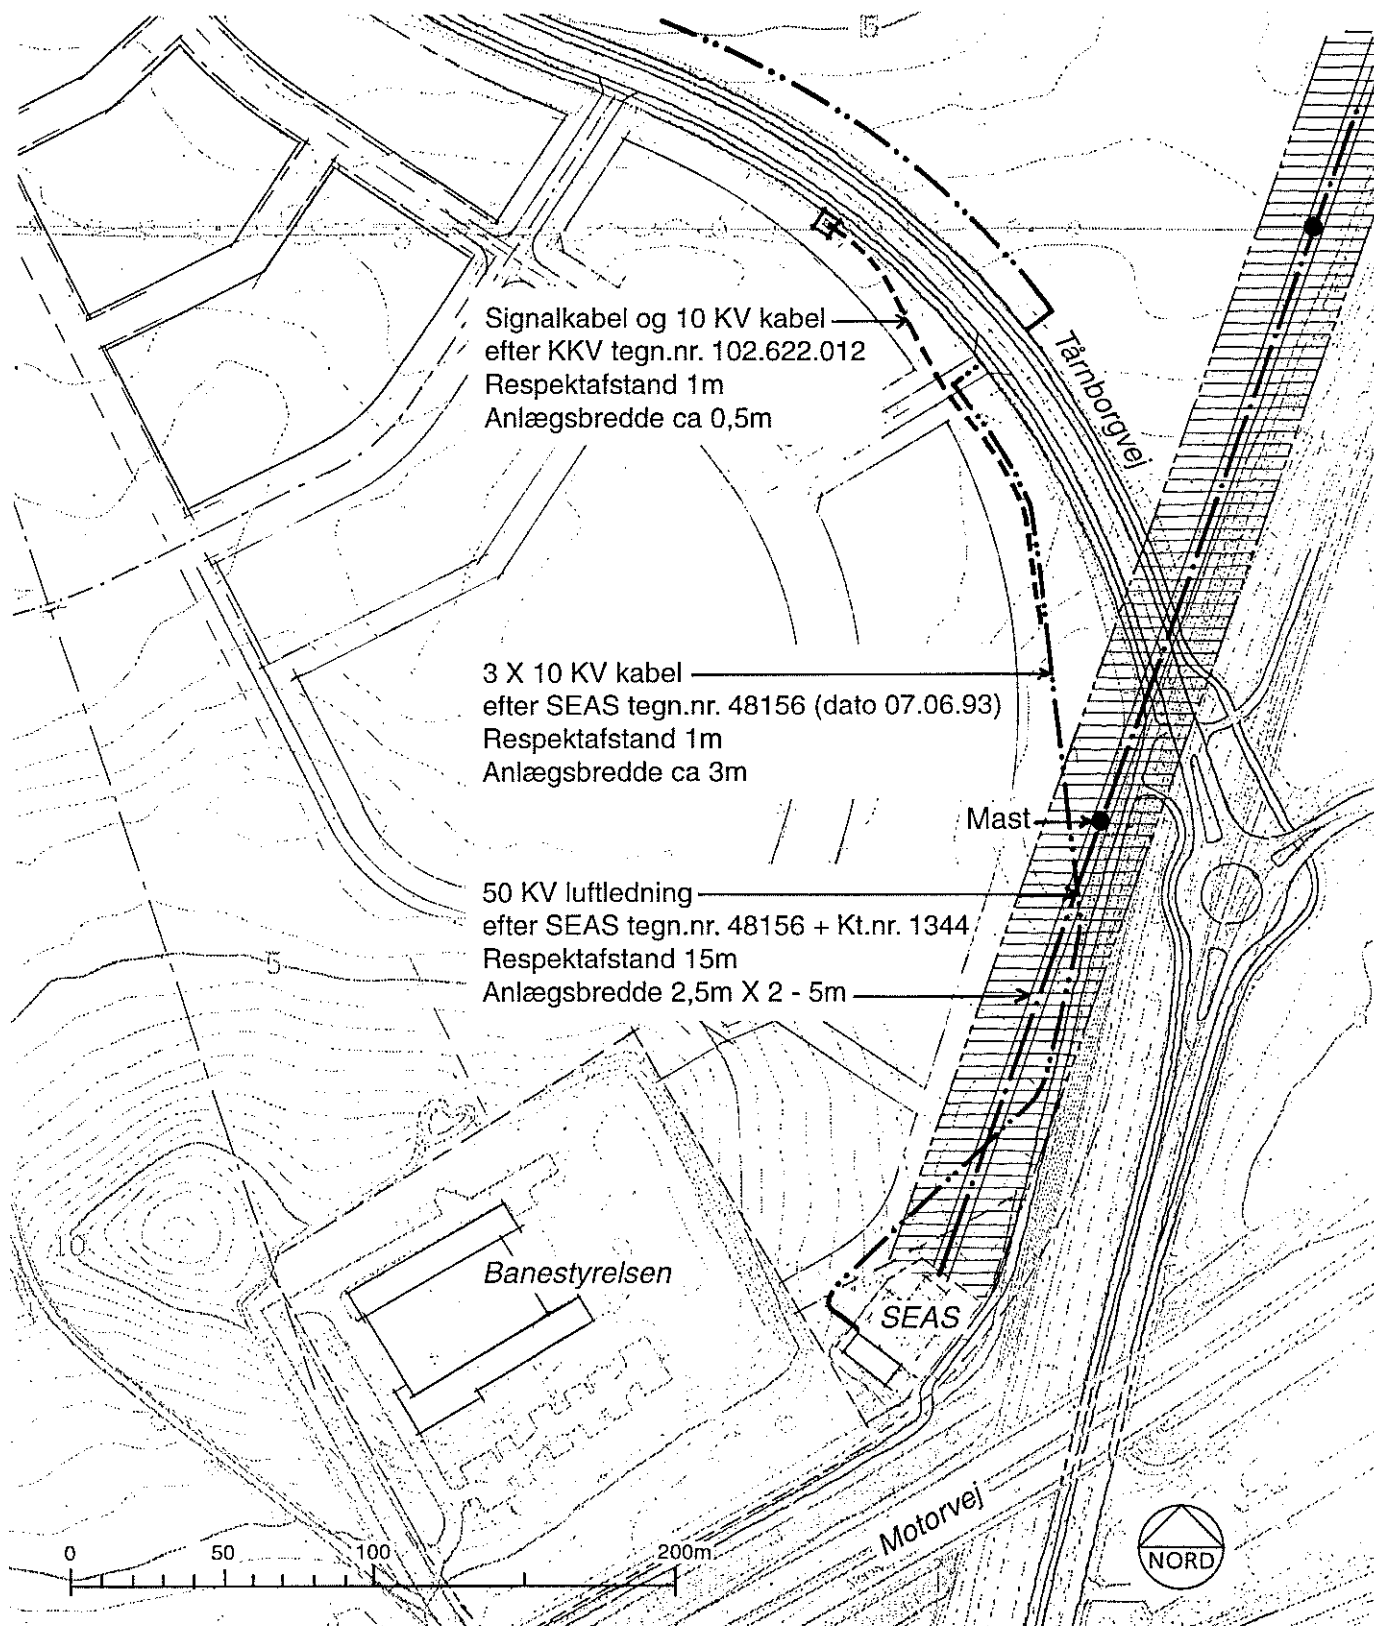 5
Signalkabel og 10 KV kabel
efter KKV tegn.nr. 102.622.012
Respektafstand 1m
Anlægsbredde ca 0,5m
Tårnborgvej
3 X 10 KV kabel
efter SEAS tegn.nr. 48156 (dato 07.06.93)
Respektafstand 1m
Anlægsbredde ca 3m
Mast
50 KV luftledning
efter SEAS tegn.nr. 48156 + Kt.nr. 1344
Respektafstand 15m
Anlægsbredde 2,5m X 2 - 5m
5
10
Banestyrelsen
SEAS
Motorvej
0 50 100 200m
NORD